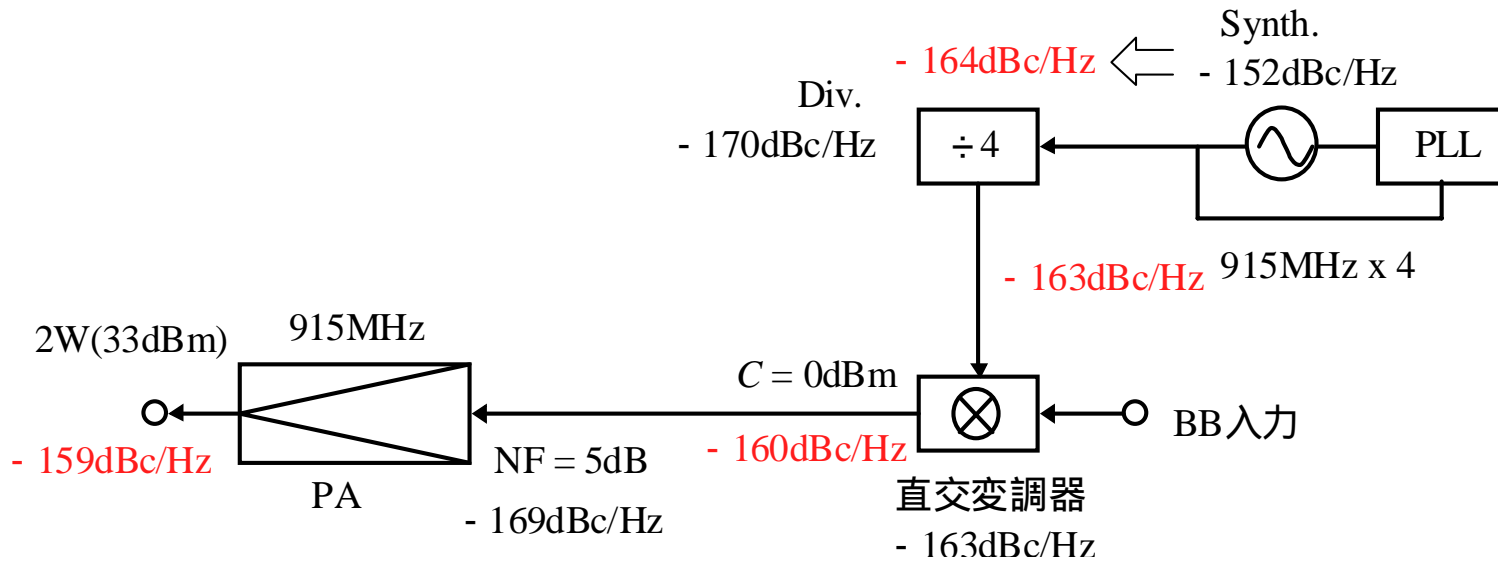 Synth.
- 152dBc/Hz
- 164dBc/Hz
Div.
- 170dBc/Hz
÷ 4
PLL
915MHz x 4
- 163dBc/Hz
2W(33dBm)
915MHz
C = 0dBm
- 159dBc/Hz
PA
NF = 5dB
- 169dBc/Hz
- 160dBc/Hz
BB入力
直交変調器
- 163dBc/Hz